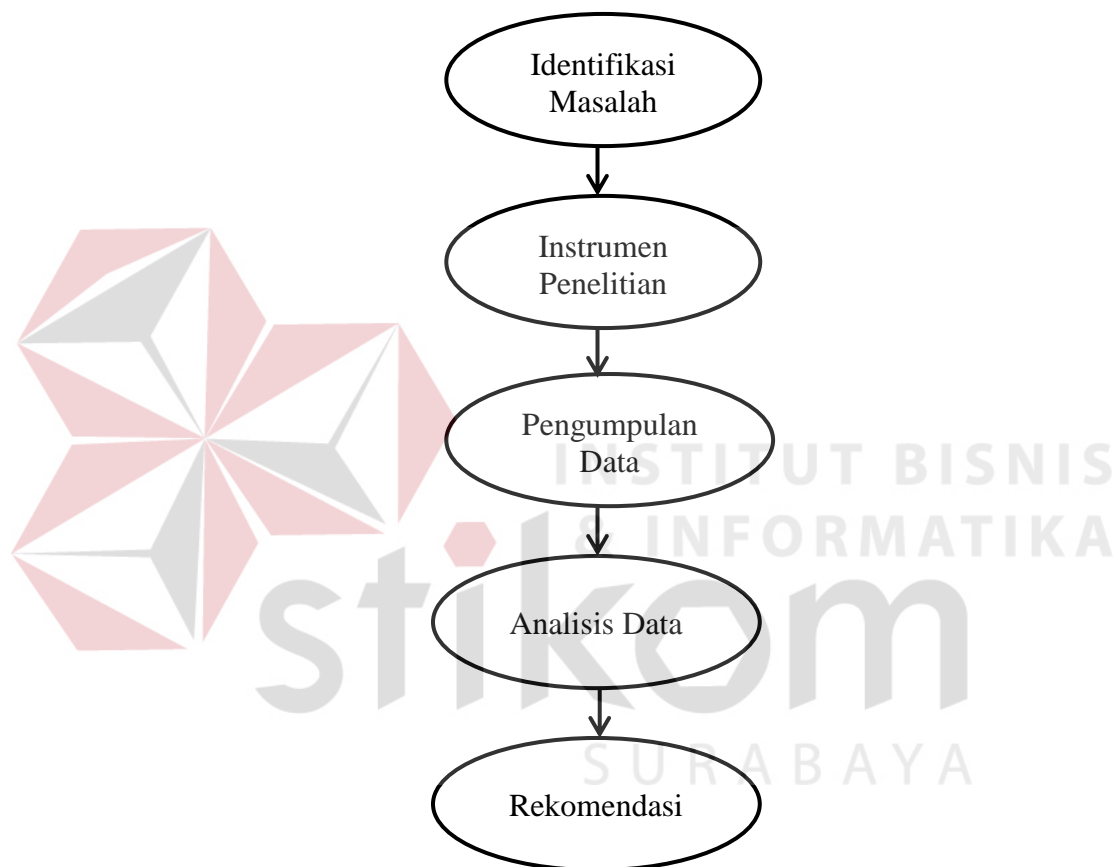 Identifikasi
Masalah
Instrumen
Penelitian
Pengumpulan
Data
INSTITUT BISNIS
& INFORMATIKA
Analisis Data
stikom
SURABAYA
Rekomendasi